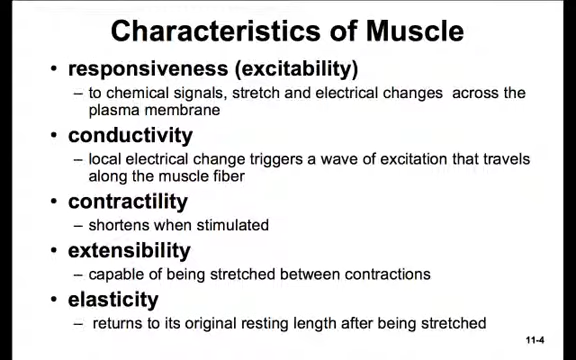 Characteristics of Muscle
• responsiveness (excitability)
– to chemical signals, stretch and electrical changes across the
plasma membrane
• conductivity
– local electrical change triggers a wave of excitation that travels
along the muscle fiber
• contractility
– shortens when stimulated
• extensibility
– capable of being stretched between contractions
• elasticity
– returns to its original resting length after being stretched
11-4